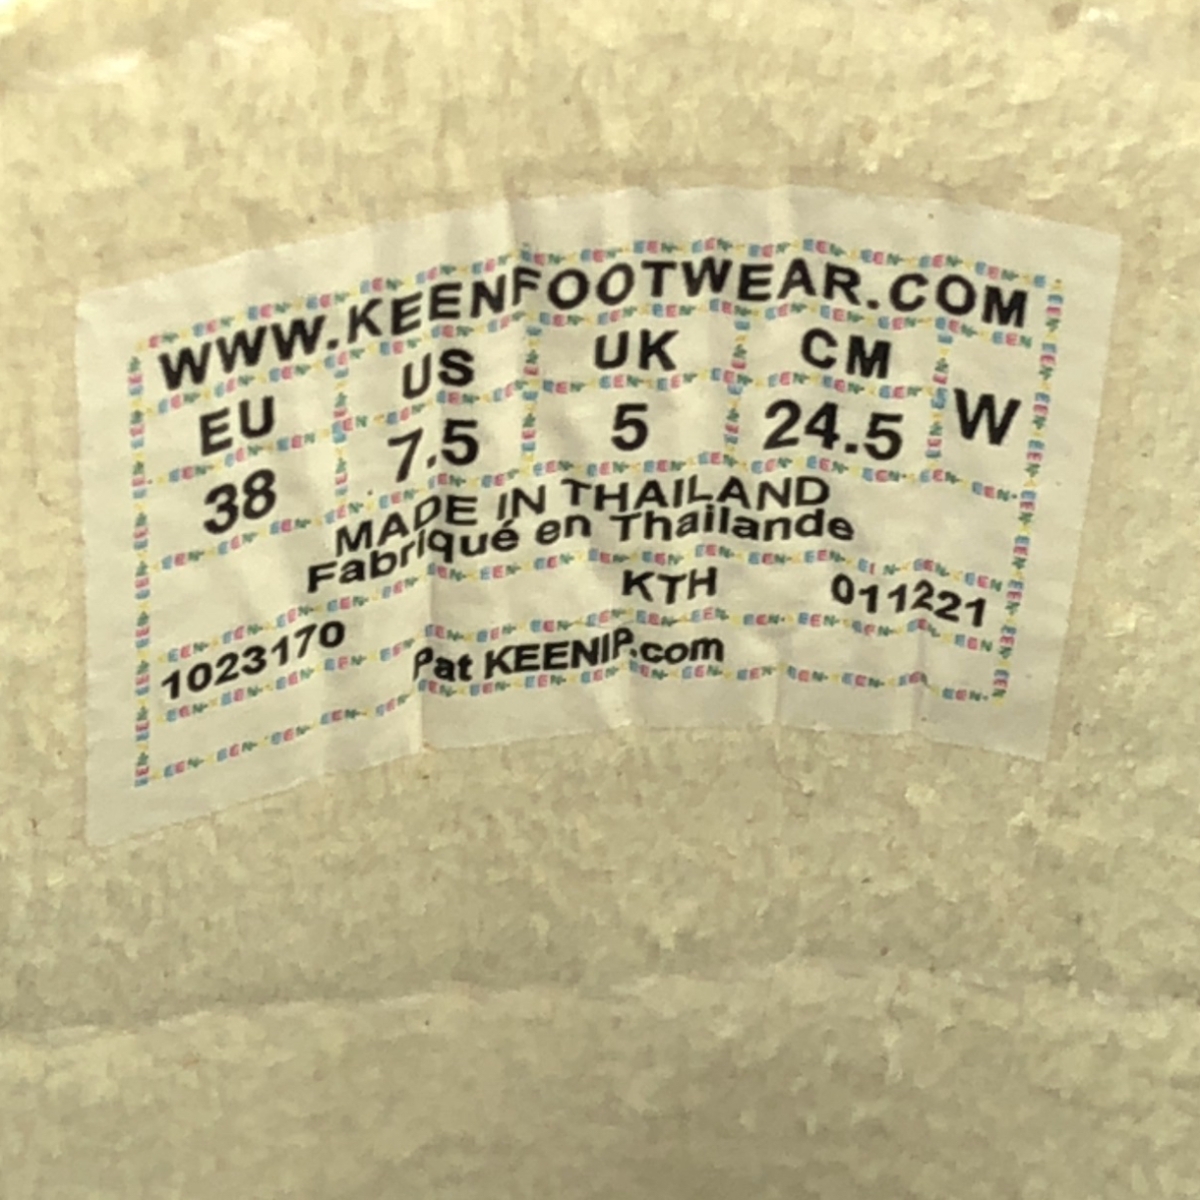 WWW.KEENFOOTWEAR.COM
EU US UK CM W
38 7.5 5 24.5
MADE IN THAILAND
Fabriqué en Thailande
1023170 KTH 011221
Pat KEENIP.com